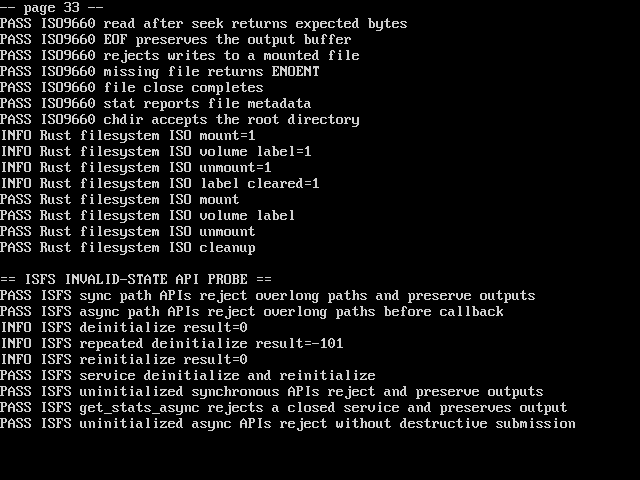 -- page 33 --
PASS ISO9660 read after seek returns expected bytes
PASS ISO9660 EOF preserves the output buffer
PASS ISO9660 rejects writes to a mounted file
PASS ISO9660 missing file returns ENOENT
PASS ISO9660 file close completes
PASS ISO9660 stat reports file metadata
PASS ISO9660 chdir accepts the root directory
INFO Rust filesystem ISO mount=1
INFO Rust filesystem ISO volume label=1
INFO Rust filesystem ISO unmount=1
INFO Rust filesystem ISO label cleared=1
PASS Rust filesystem ISO mount
PASS Rust filesystem ISO volume label
PASS Rust filesystem ISO unmount
PASS Rust filesystem ISO cleanup
== ISFS INVALID-STATE API PROBE ==
PASS ISFS sync path APIs reject overlong paths and preserve outputs
PASS ISFS async path APIs reject overlong paths before callback
INFO ISFS deinitialize result=0
INFO ISFS repeated deinitialize result=-101
INFO ISFS reinitialize result=0
PASS ISFS service deinitialize and reinitialize
PASS ISFS uninitialized synchronous APIs reject and preserve outputs
PASS ISFS get_stats_async rejects a closed service and preserves output
PASS ISFS uninitialized async APIs reject without destructive submission